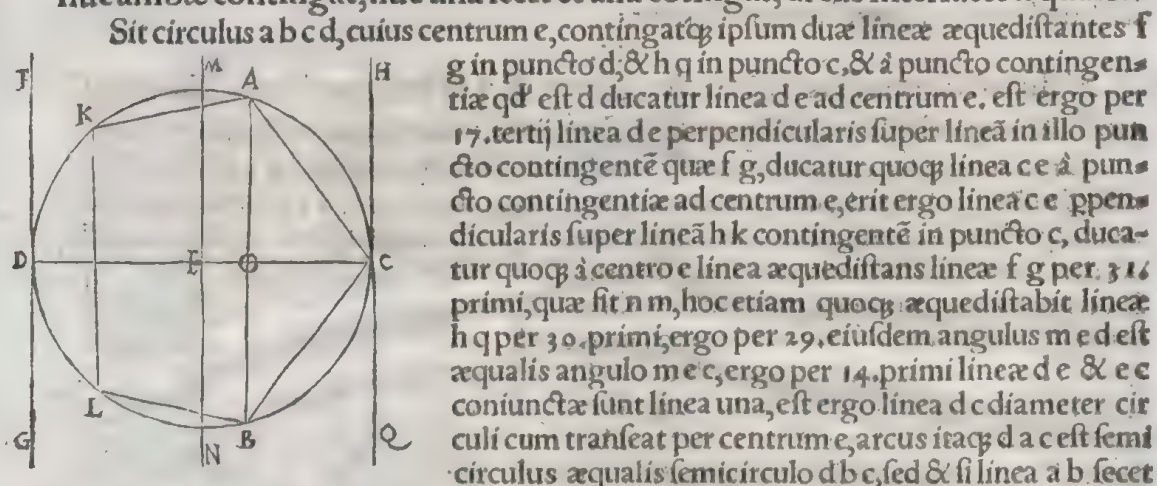 Sit circulus a b c d, cuius centrum e, contingatq̃ ipsum duæ lineæ æquedistantes f
g in puncto d, & h q in puncto c, & à puncto contingen-
tiæ qd' est d ducatur linea d e ad centrum e. est ergo per
17. tertij linea d e perpendicularis super lineã in illo pun
cto contingentẽ quæ f g, ducatur quoq̃ linea c e à pun-
cto contingentiæ ad centrum e, erit ergo linea c e ꝑpen-
dicularis super lineã h k contingentẽ in puncto c, duca-
tur quoq̃ à centro e linea æquedistans lineæ f g per. 31
primi, quæ sit n m, hoc etiam quoq̃ æquedistabit lineæ
h q per 30. primi, ergo per 29. eiusdem angulus m e d est
æqualis angulo m e c, ergo per 14. primi lineæ d e & e c
coniunctæ sunt linea una, est ergo linea d c diameter cir
culi cum transeat per centrum e, arcus itaq̃ d a c est semi
circulus æqualis semicirculo d b c, sed & si linea a b secet
F
M
A
H
K
D
E
O
C
L
G
N
B
Q